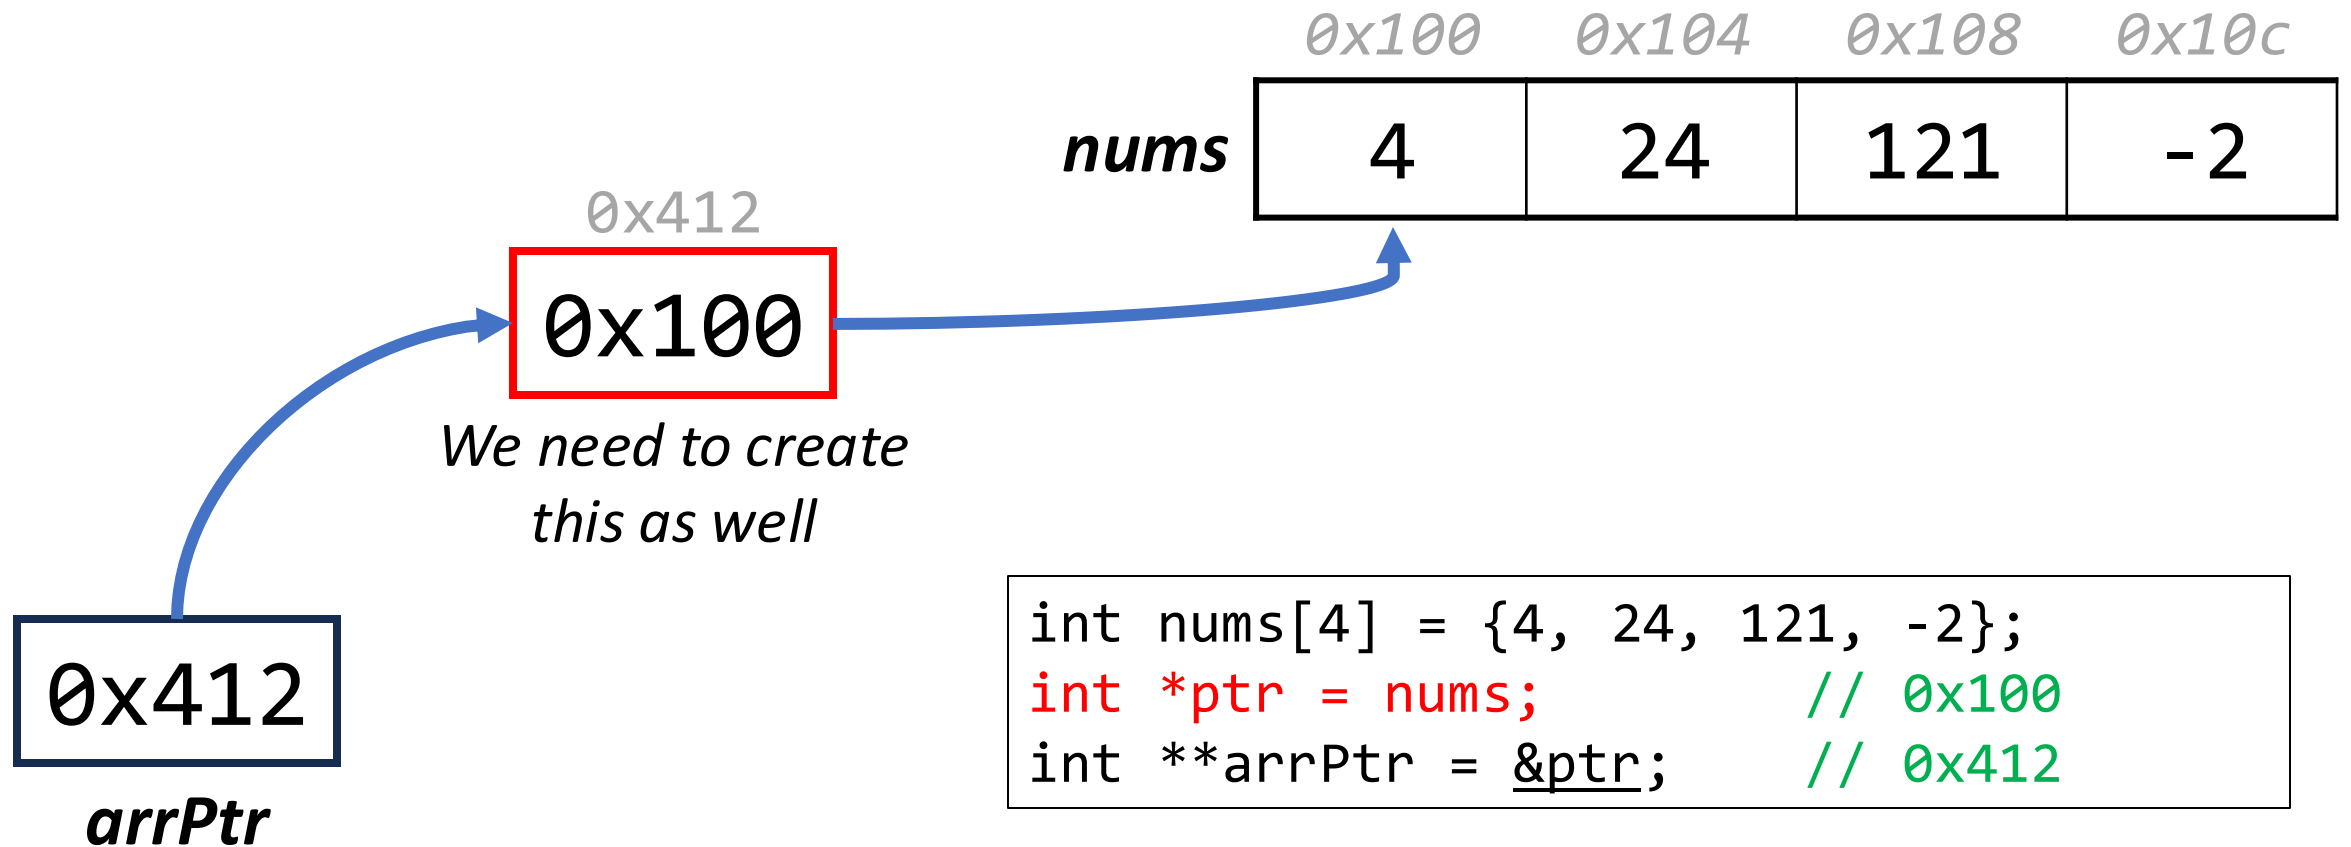 0x100 0x104 0x108 0x10c
nums 4 24 121 -2
0x412
0x100
We need to create
this as well
0x412
arrPtr
int nums[4] = {4, 24, 121, -2};
int *ptr = nums; // 0x100
int **arrPtr = &ptr; // 0x412